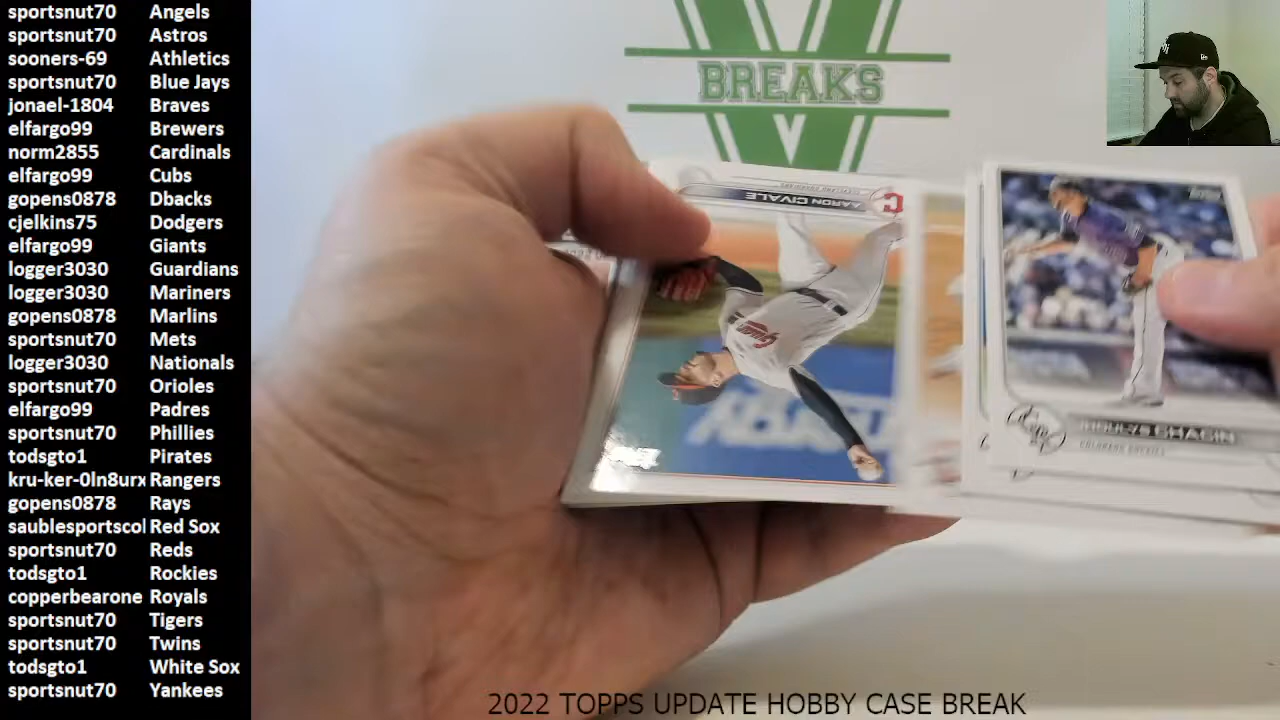 sportsnut70 Angels
sportsnut70 Astros
sooners-69 Athletics
sportsnut70 Blue Jays
jonael-1804 Braves
elfargo99 Brewers
norm2855 Cardinals
elfargo99 Cubs
gopens0878 Dbacks
cjelkins75 Dodgers
elfargo99 Giants
logger3030 Guardians
logger3030 Mariners
gopens0878 Marlins
sportsnut70 Mets
logger3030 Nationals
sportsnut70 Orioles
elfargo99 Padres
sportsnut70 Phillies
todsgto1 Pirates
kru-ker-0ln8urx Rangers
gopens0878 Rays
saublesportscol Red Sox
sportsnut70 Reds
todsgto1 Rockies
copperbearone Royals
sportsnut70 Tigers
sportsnut70 Twins
todsgto1 White Sox
sportsnut70 Yankees
V
BREAKS
AARON CIVALE
CLEVELAND GUARDIANS
C
Topps
CHACIN
COLORADO ROCKIES
2022 TOPPS UPDATE HOBBY CASE BREAK